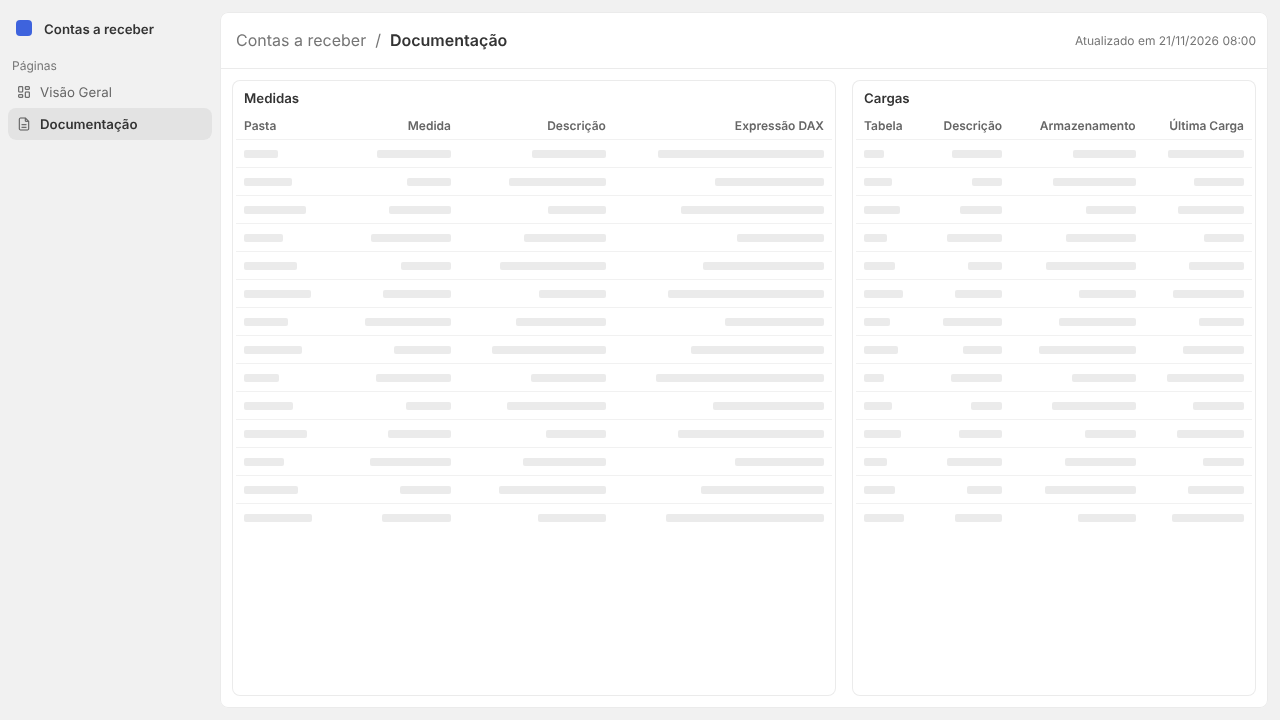 Contas a receber
Páginas
Visão Geral
Documentação
Contas a receber / Documentação
Atualizado em 21/11/2026 08:00
Medidas
Pasta Medida Descrição Expressão DAX
Cargas
Tabela Descrição Armazenamento Última Carga